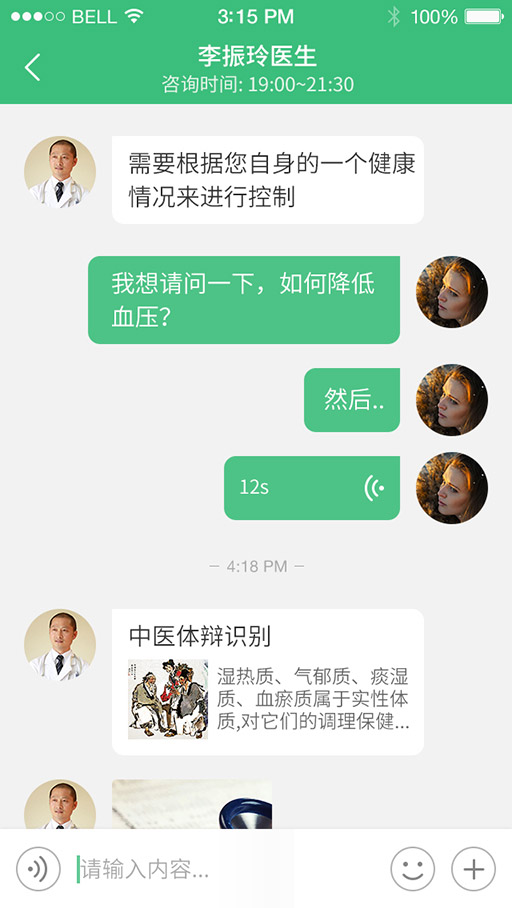 BELL 3:15 PM 100%
李振玲医生
咨询时间: 19:00~21:30
需要根据您自身的一个健康
情况来进行控制
我想请问一下，如何降低
血压？
然后..
12s
4:18 PM
中医体辩识别
湿热质、气郁质、痰湿
质、血瘀质属于实性体
质,对它们的调理保健...
请输入内容...